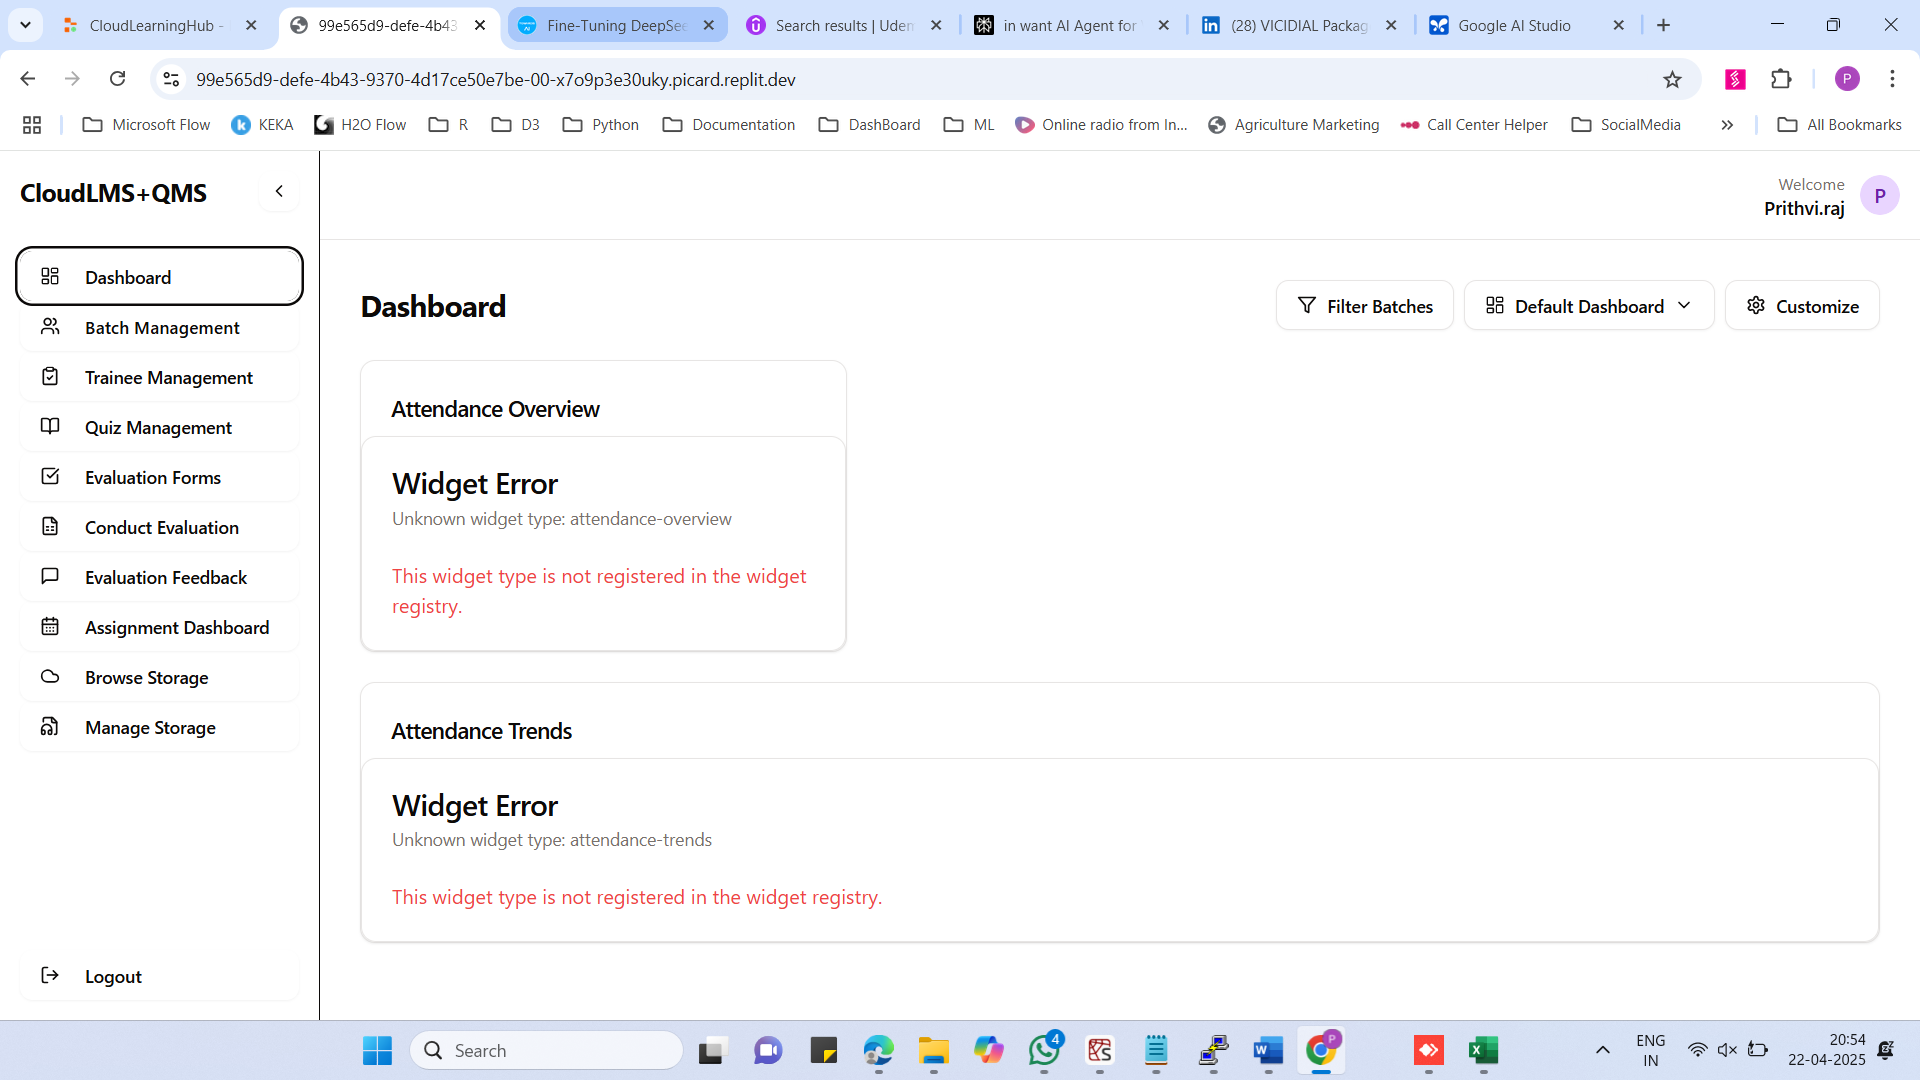 CloudLearningHub -
99e565d9-defe-4b43
Fine-Tuning DeepSee
Search results | Uden
in want AI Agent for
(28) VICIDIAL Packag
Google AI Studio
99e565d9-defe-4b43-9370-4d17ce50e7be-00-x7o9p3e30uky.picard.replit.dev
P
Microsoft Flow
KEKA
H2O Flow
R
D3
Python
Documentation
DashBoard
ML
Online radio from In...
Agriculture Marketing
Call Center Helper
SocialMedia
All Bookmarks
CloudLMS+QMS
Welcome
Prithvi.raj
P
Dashboard
Batch Management
Trainee Management
Quiz Management
Evaluation Forms
Conduct Evaluation
Evaluation Feedback
Assignment Dashboard
Browse Storage
Manage Storage
Logout
Dashboard
Filter Batches
Default Dashboard
Customize
Attendance Overview
Widget Error
Unknown widget type: attendance-overview
This widget type is not registered in the widget
registry.
Attendance Trends
Widget Error
Unknown widget type: attendance-trends
This widget type is not registered in the widget registry.
Search
4
P
ENG
IN
20:54
22-04-2025